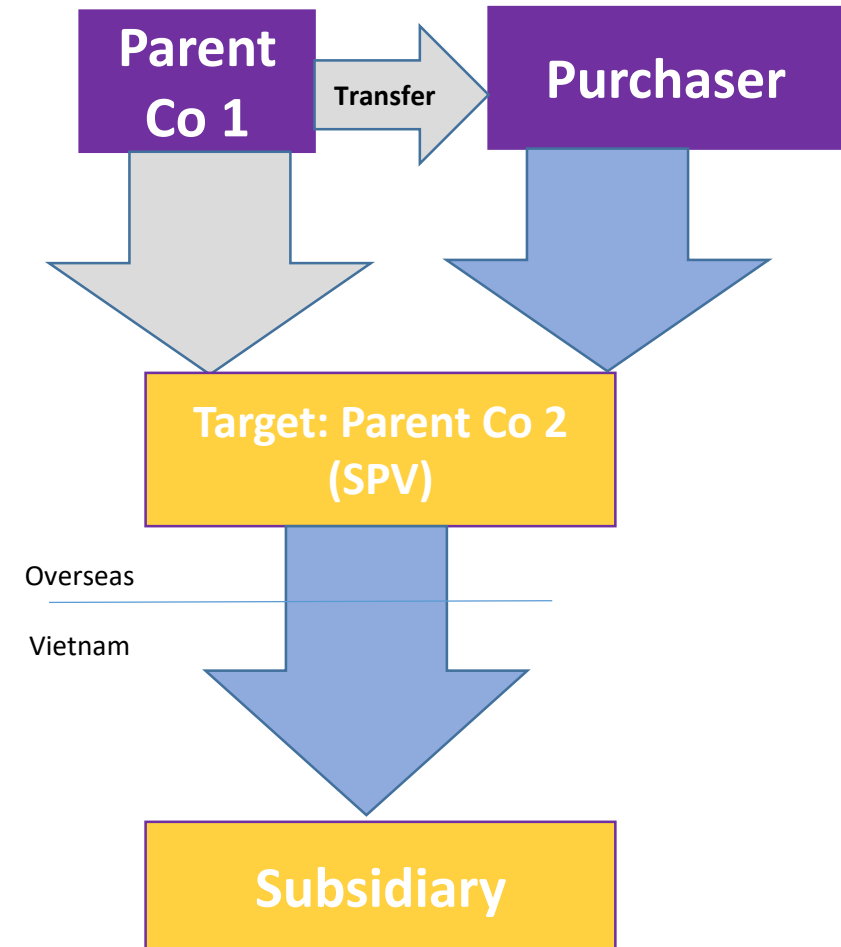 Parent
Co 1
Transfer
Purchaser
Target: Parent Co 2
(SPV)
Overseas
Vietnam
Subsidiary